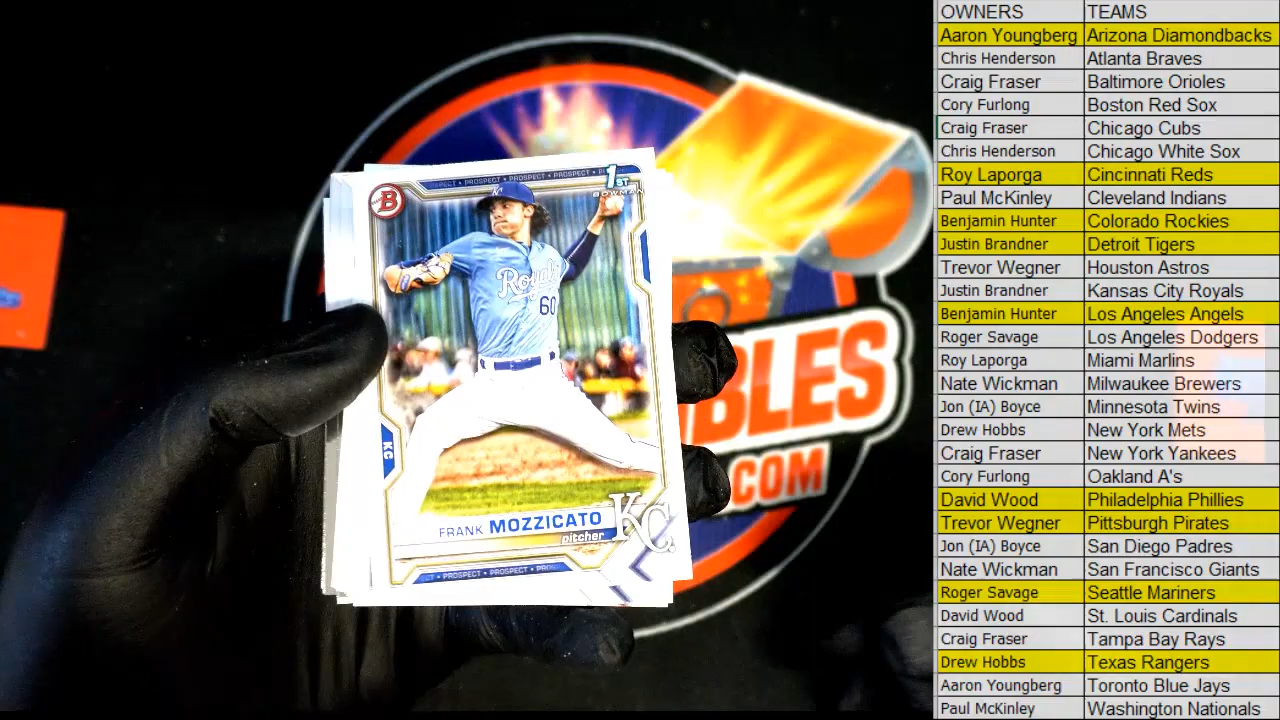 PROSPECT • PROSPECT • PROSPECT
1ST
BOWMAN
B
Royals
60
KC
FRANK MOZZICATO
pitcher
KC
PROSPECT • PROSPECT
BLES
.COM
OWNERS TEAMS
Aaron Youngberg Arizona Diamondbacks
Chris Henderson Atlanta Braves
Craig Fraser Baltimore Orioles
Cory Furlong Boston Red Sox
Craig Fraser Chicago Cubs
Chris Henderson Chicago White Sox
Roy Laporga Cincinnati Reds
Paul McKinley Cleveland Indians
Benjamin Hunter Colorado Rockies
Justin Brandner Detroit Tigers
Trevor Wegner Houston Astros
Justin Brandner Kansas City Royals
Benjamin Hunter Los Angeles Angels
Roger Savage Los Angeles Dodgers
Roy Laporga Miami Marlins
Nate Wickman Milwaukee Brewers
Jon (IA) Boyce Minnesota Twins
Drew Hobbs New York Mets
Craig Fraser New York Yankees
Cory Furlong Oakland A's
David Wood Philadelphia Phillies
Trevor Wegner Pittsburgh Pirates
Jon (IA) Boyce San Diego Padres
Nate Wickman San Francisco Giants
Roger Savage Seattle Mariners
David Wood St. Louis Cardinals
Craig Fraser Tampa Bay Rays
Drew Hobbs Texas Rangers
Aaron Youngberg Toronto Blue Jays
Paul McKinley Washington Nationals